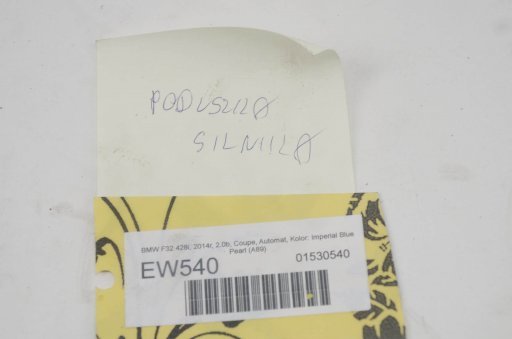 PODUSZKA
SILNIKA
BMW F32 428i, 2014r, 2.0b, Coupe, Automat, Kolor: Imperial Blue
Pearl (A89)
EW540 01530540